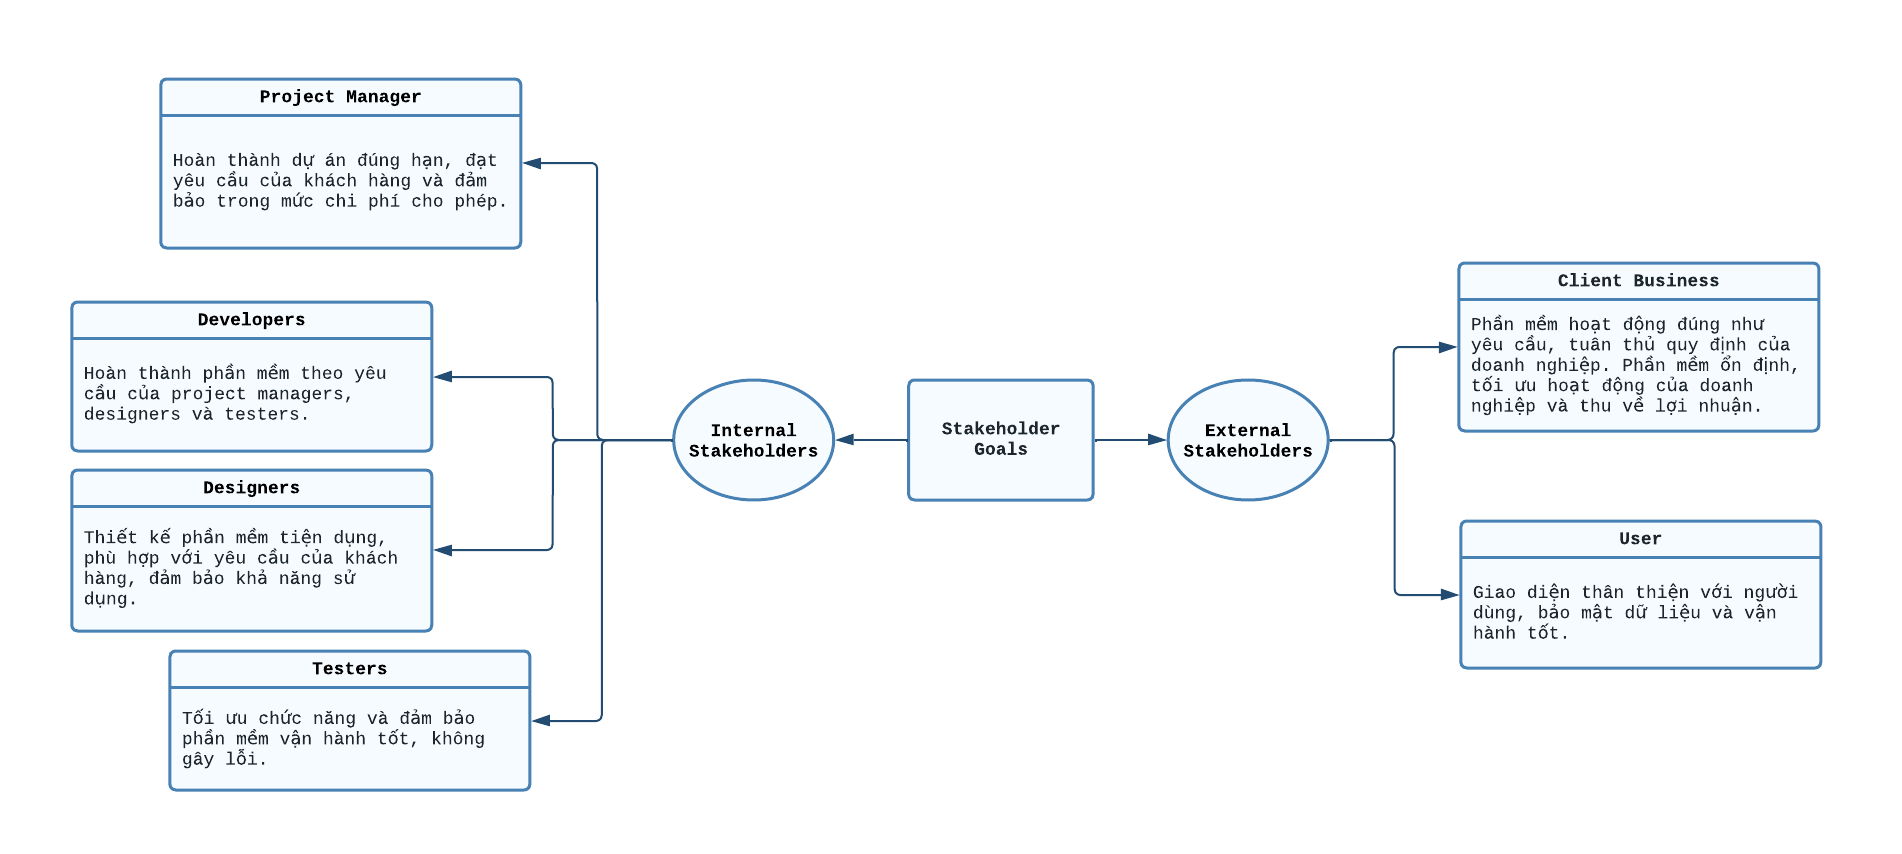 Project Manager
Hoàn thành dự án đúng hạn, đạt
yêu cầu của khách hàng và đảm
bảo trong mức chi phí cho phép.
Developers
Hoàn thành phần mềm theo yêu
cầu của project managers,
designers và testers.
Designers
Thiết kế phần mềm tiện dụng,
phù hợp với yêu cầu của khách
hàng, đảm bảo khả năng sử
dụng.
Testers
Tối ưu chức năng và đảm bảo
phần mềm vận hành tốt, không
gây lỗi.
Internal
Stakeholders
Stakeholder
Goals
External
Stakeholders
Client Business
Phần mềm hoạt động đúng như
yêu cầu, tuân thủ quy định của
doanh nghiệp. Phần mềm ổn định,
tối ưu hoạt động của doanh
nghiệp và thu về lợi nhuận.
User
Giao diện thân thiện với người
dùng, bảo mật dữ liệu và vận
hành tốt.